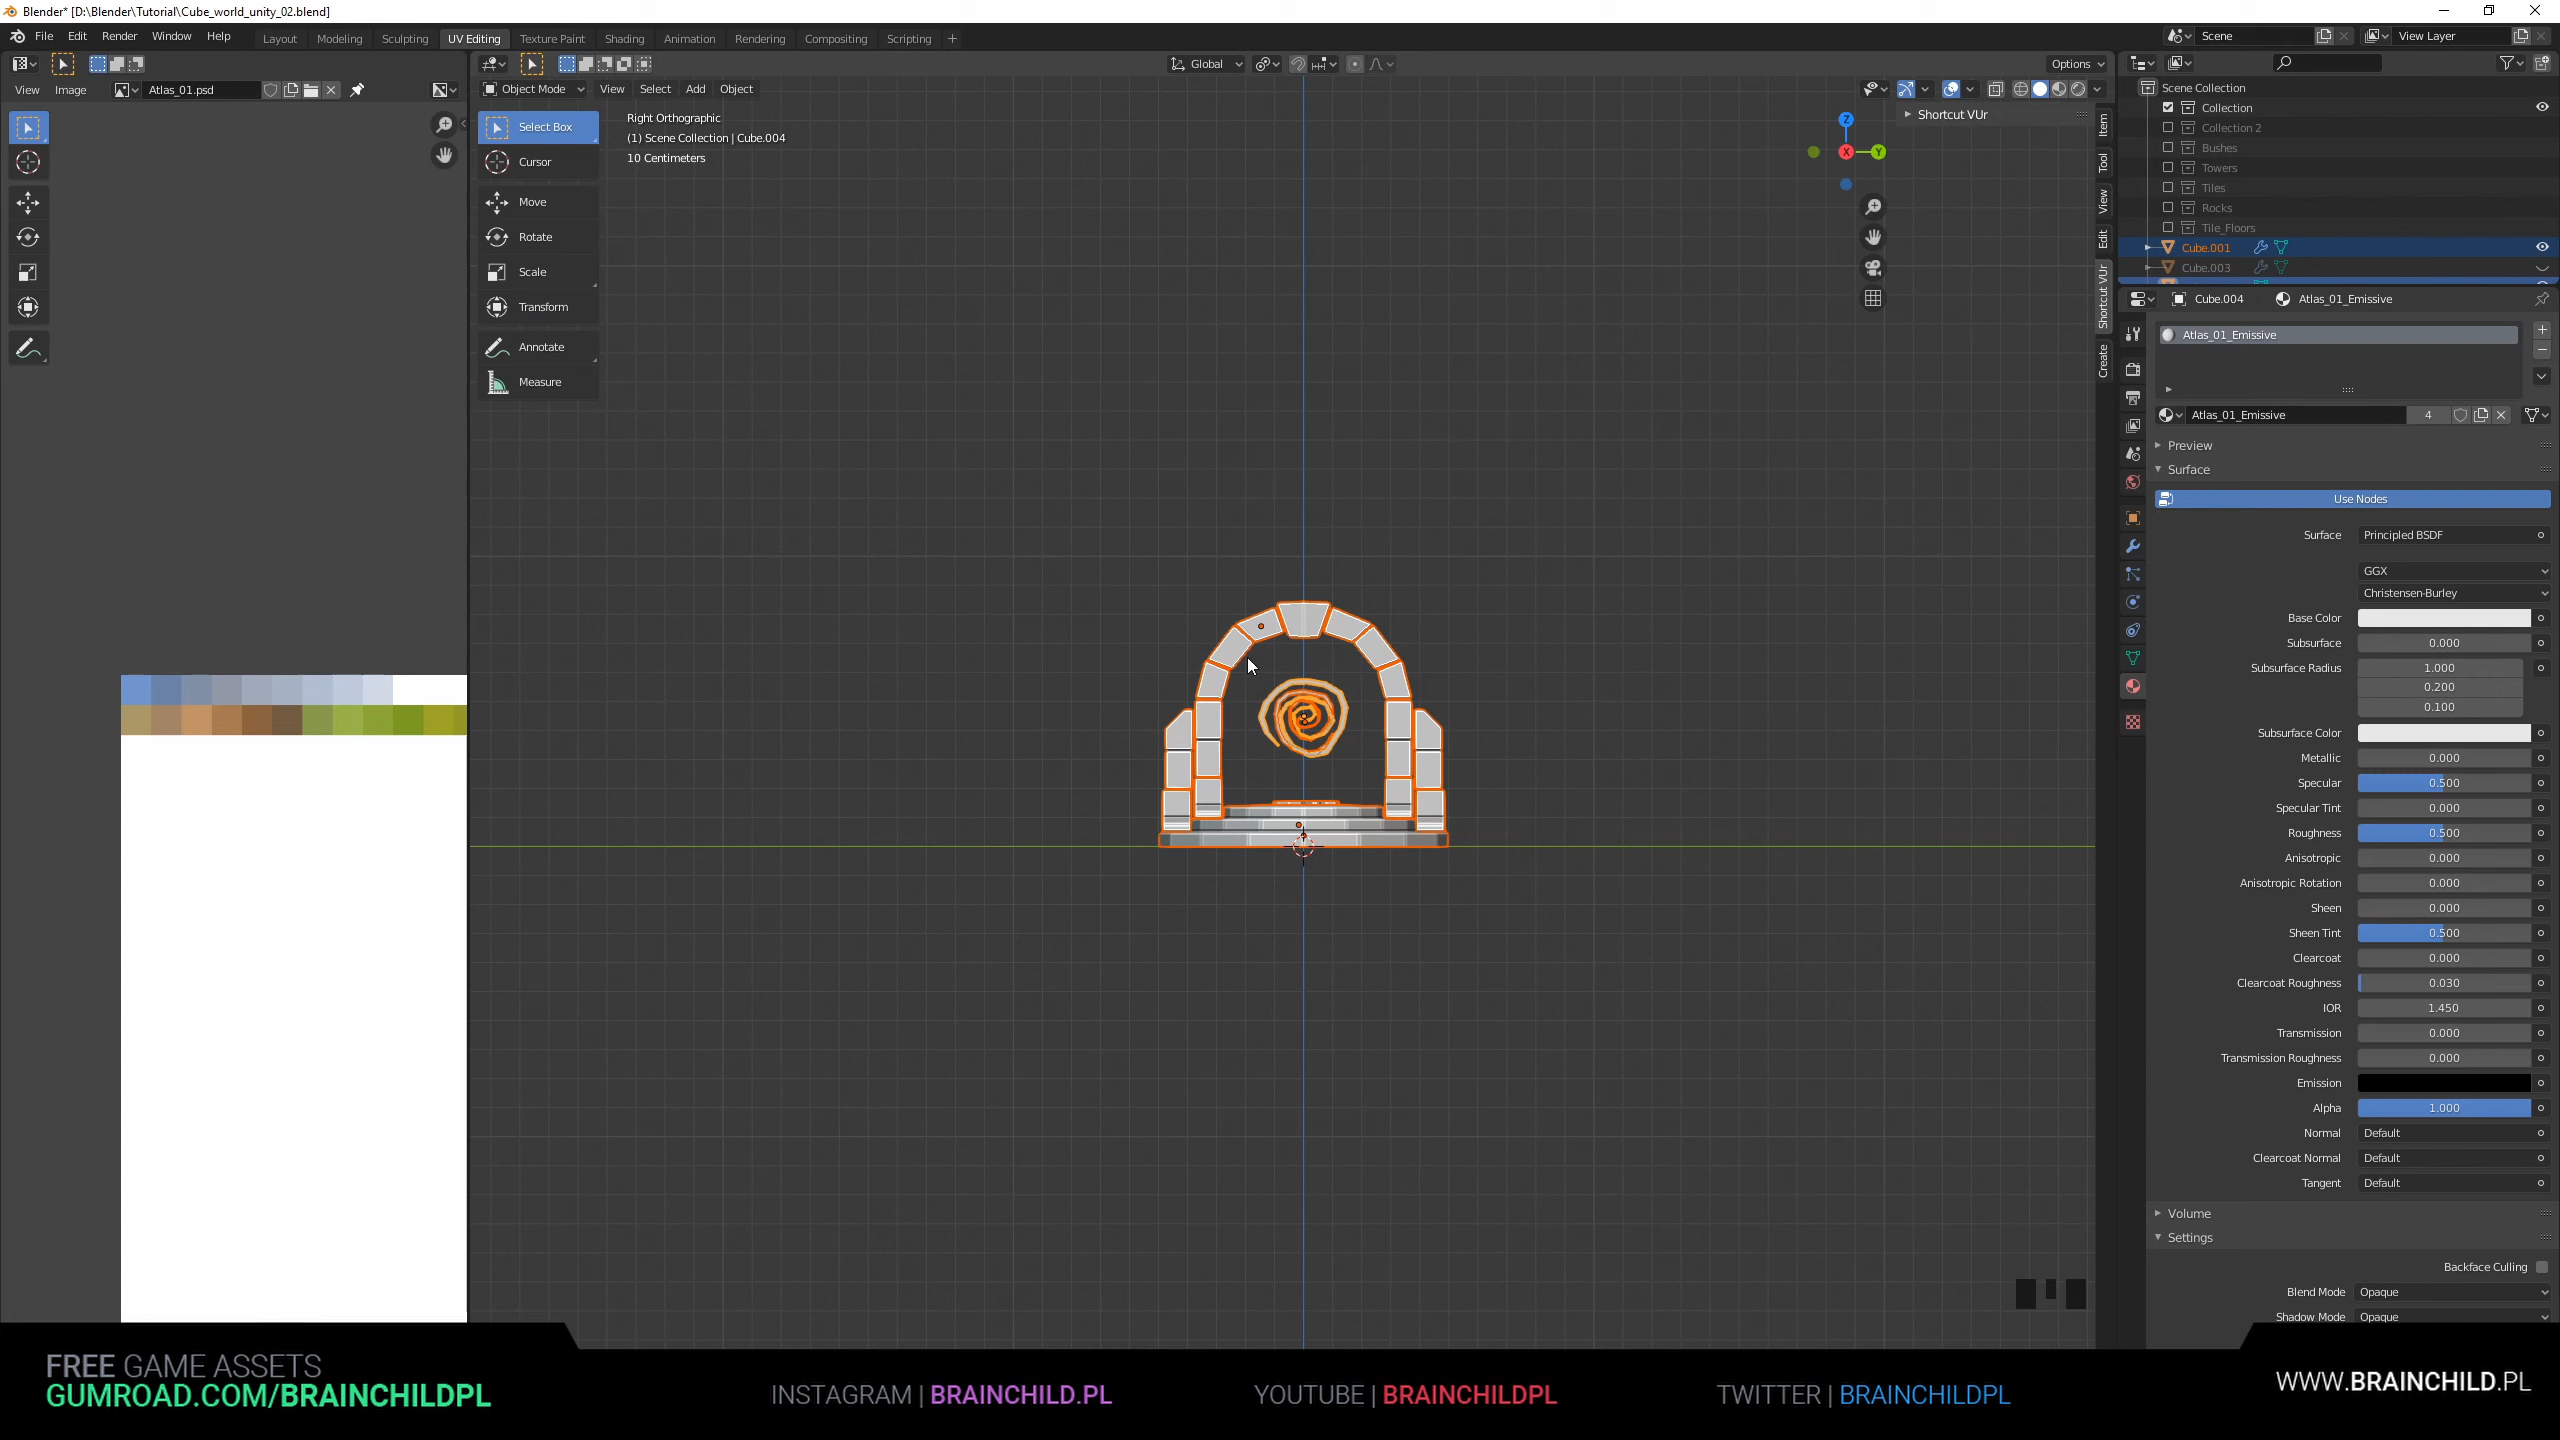 Blender* [D:\Blender\Tutorial\Cube_world_unity_02.blend]
File Edit Render Window Help
Layout Modeling Sculpting UV Editing Texture Paint Shading Animation Rendering Compositing Scripting
Scene
View Layer
Global
Options
View Image
Atlas_01.psd
Object Mode View Select Add Object
Select Box
Cursor
Move
Rotate
Scale
Transform
Annotate
Measure
Right Orthographic
(1) Scene Collection | Cube.004
10 Centimeters
X
Y
Z
Shortcut VUr
Item
Tool
View
Edit
Shortcut VUr
Create
Scene Collection
Collection
Collection 2
Bushes
Towers
Tiles
Rocks
Tile_Floors
Cube.001
Cube.003
Cube.004 Atlas_01_Emissive
Atlas_01_Emissive
Atlas_01_Emissive 4
Preview
Surface
Use Nodes
Surface Principled BSDF
GGX
Christensen-Burley
Base Color
Subsurface 0.000
Subsurface Radius 1.000
0.200
0.100
Subsurface Color
Metallic 0.000
Specular 0.500
Specular Tint 0.000
Roughness 0.500
Anisotropic 0.000
Anisotropic Rotation 0.000
Sheen 0.000
Sheen Tint 0.500
Clearcoat 0.000
Clearcoat Roughness 0.030
IOR 1.450
Transmission 0.000
Transmission Roughness 0.000
Emission
Alpha 1.000
Normal Default
Clearcoat Normal Default
Tangent Default
Volume
Settings
Backface Culling
Blend Mode Opaque
Shadow Mode Opaque
FREE GAME ASSETS
GUMROAD.COM/BRAINCHILDPL
INSTAGRAM | BRAINCHILD.PL
YOUTUBE | BRAINCHILDPL
TWITTER | BRAINCHILDPL
WWW.BRAINCHILD.PL